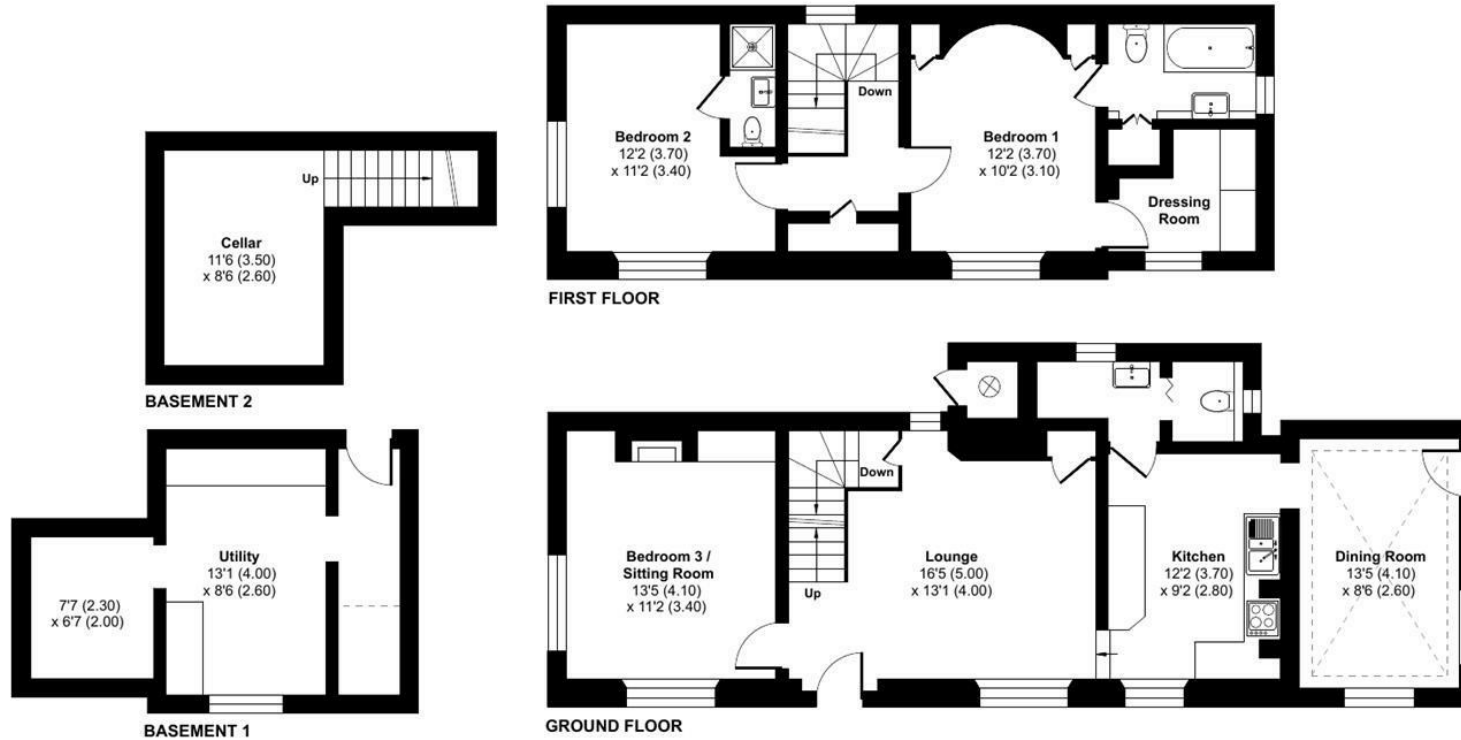 Bedroom 2
12'2 (3.70)
x 11'2 (3.40)
Down
Bedroom 1
12'2 (3.70)
x 10'2 (3.10)
Dressing
Room
FIRST FLOOR
Up
Cellar
11'6 (3.50)
x 8'6 (2.60)
BASEMENT 2
Utility
13'1 (4.00)
x 8'6 (2.60)
7'7 (2.30)
x 6'7 (2.00)
BASEMENT 1
Down
Bedroom 3 /
Sitting Room
13'5 (4.10)
x 11'2 (3.40)
Up
Lounge
16'5 (5.00)
x 13'1 (4.00)
Kitchen
12'2 (3.70)
x 9'2 (2.80)
Dining Room
13'5 (4.10)
x 8'6 (2.60)
GROUND FLOOR